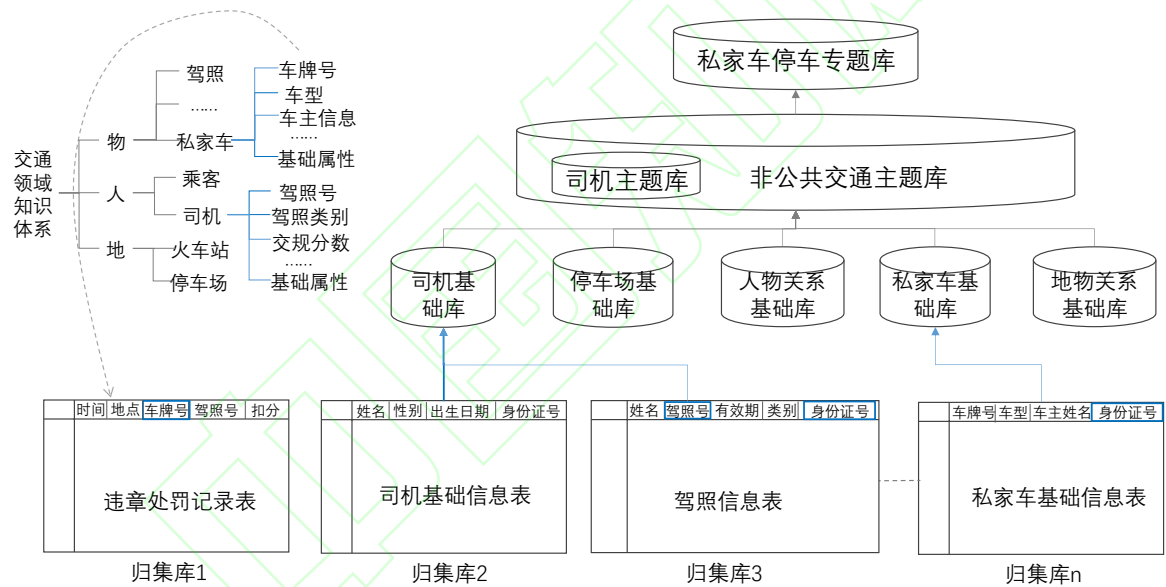 私家车停车专题库
司机主题库
非公共交通主题库
司机基
础库
停车场基
础库
人物关系
基础库
私家车基
础库
地物关系
基础库
交通
领域
知识
体系
物
人
地
驾照
……
私家车
乘客
司机
火车站
停车场
车牌号
车型
车主信息
……
基础属性
驾照号
驾照类别
交规分数
……
基础属性
时间 地点 车牌号 驾照号 扣分
违章处罚记录表
归集库1
姓名 性别 出生日期 身份证号
司机基础信息表
归集库2
姓名 驾照号 有效期 类别 身份证号
驾照信息表
归集库3
车牌号 车型 车主姓名 身份证号
私家车基础信息表
归集库n